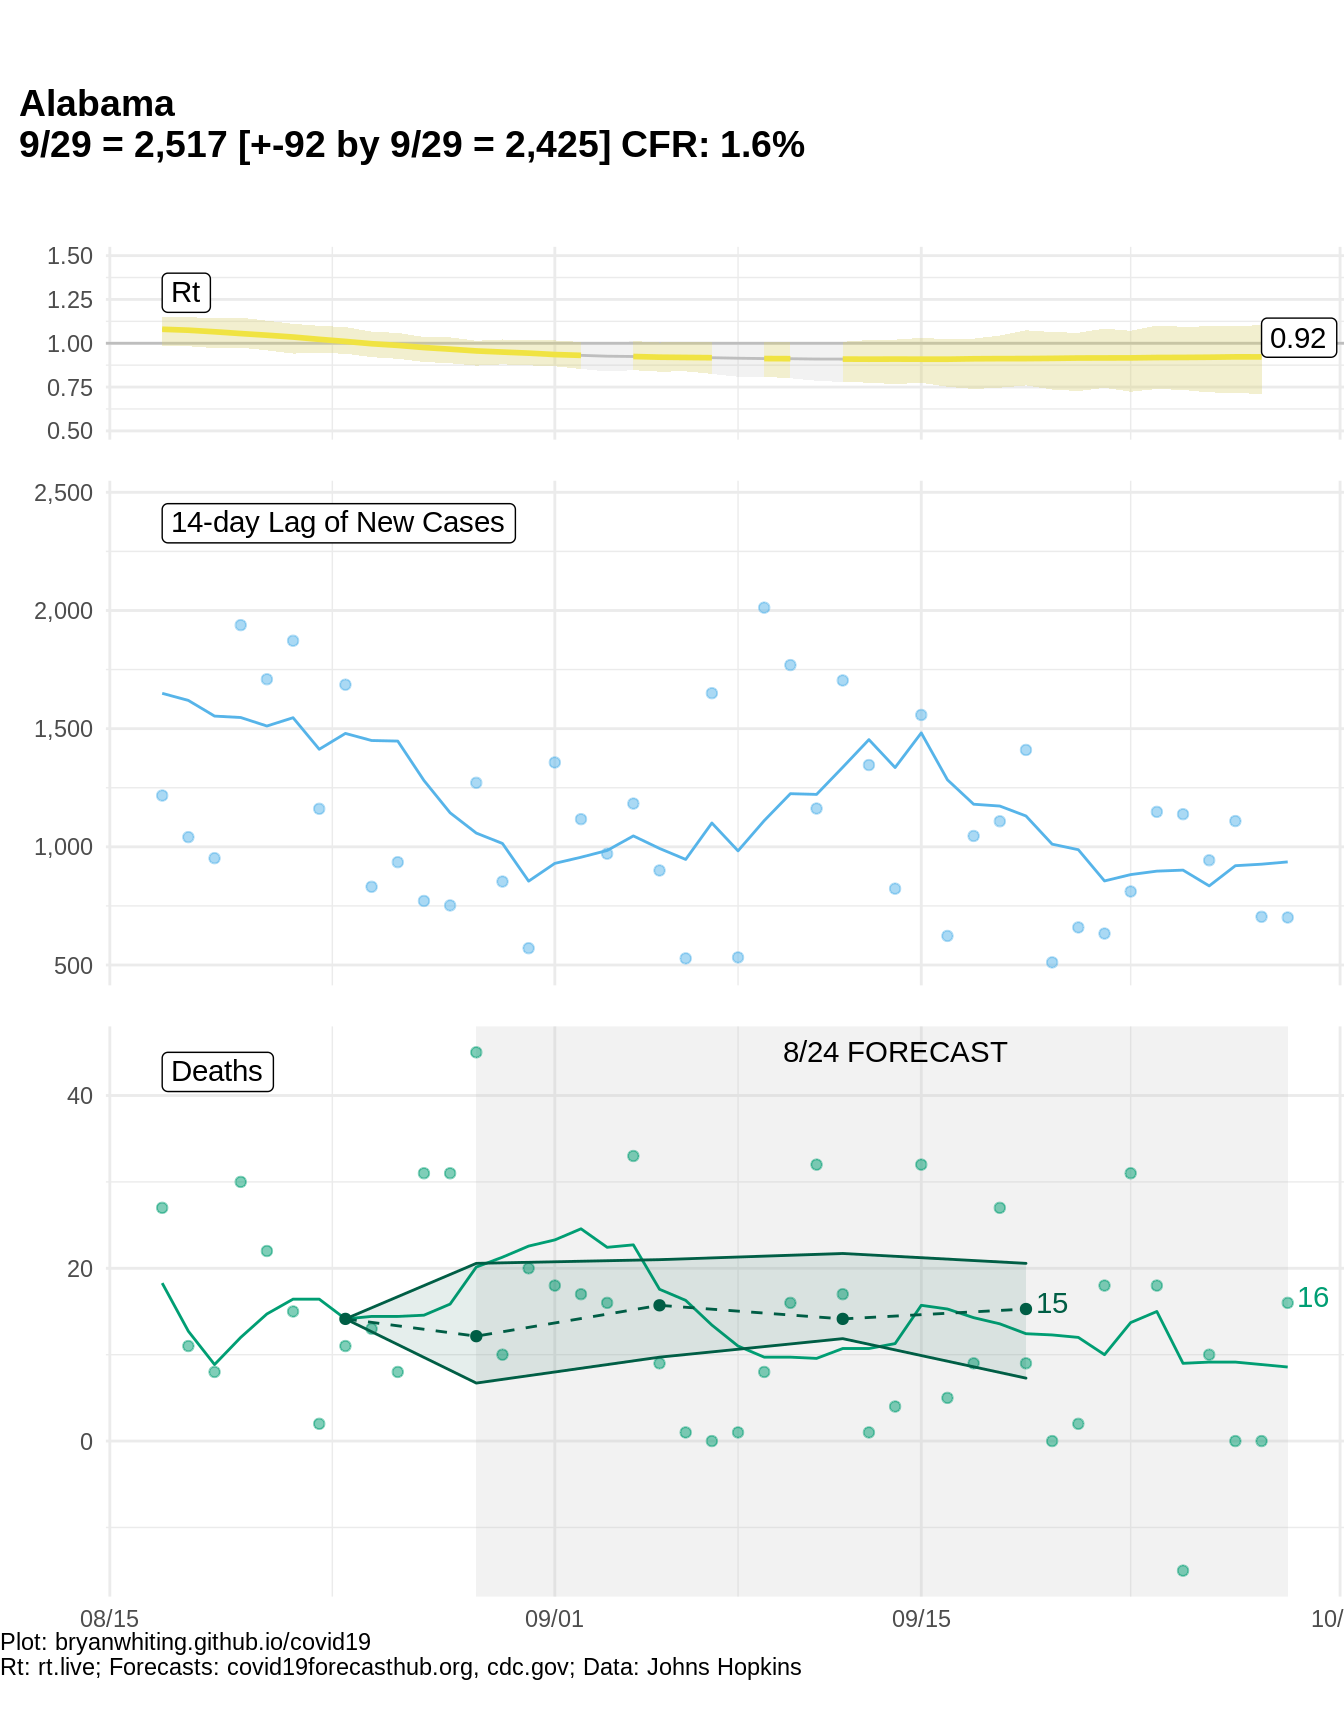 Alabama
9/29 = 2,517 [+-92 by 9/29 = 2,425] CFR: 1.6%
1.50
1.25
1.00
0.75
0.50
Rt
0.92
2,500
2,000
1,500
1,000
500
14-day Lag of New Cases
40
20
0
Deaths
8/24 FORECAST
15
16
08/15
09/01
09/15
10/
Plot: bryanwhiting.github.io/covid19
Rt: rt.live; Forecasts: covid19forecasthub.org, cdc.gov; Data: Johns Hopkins